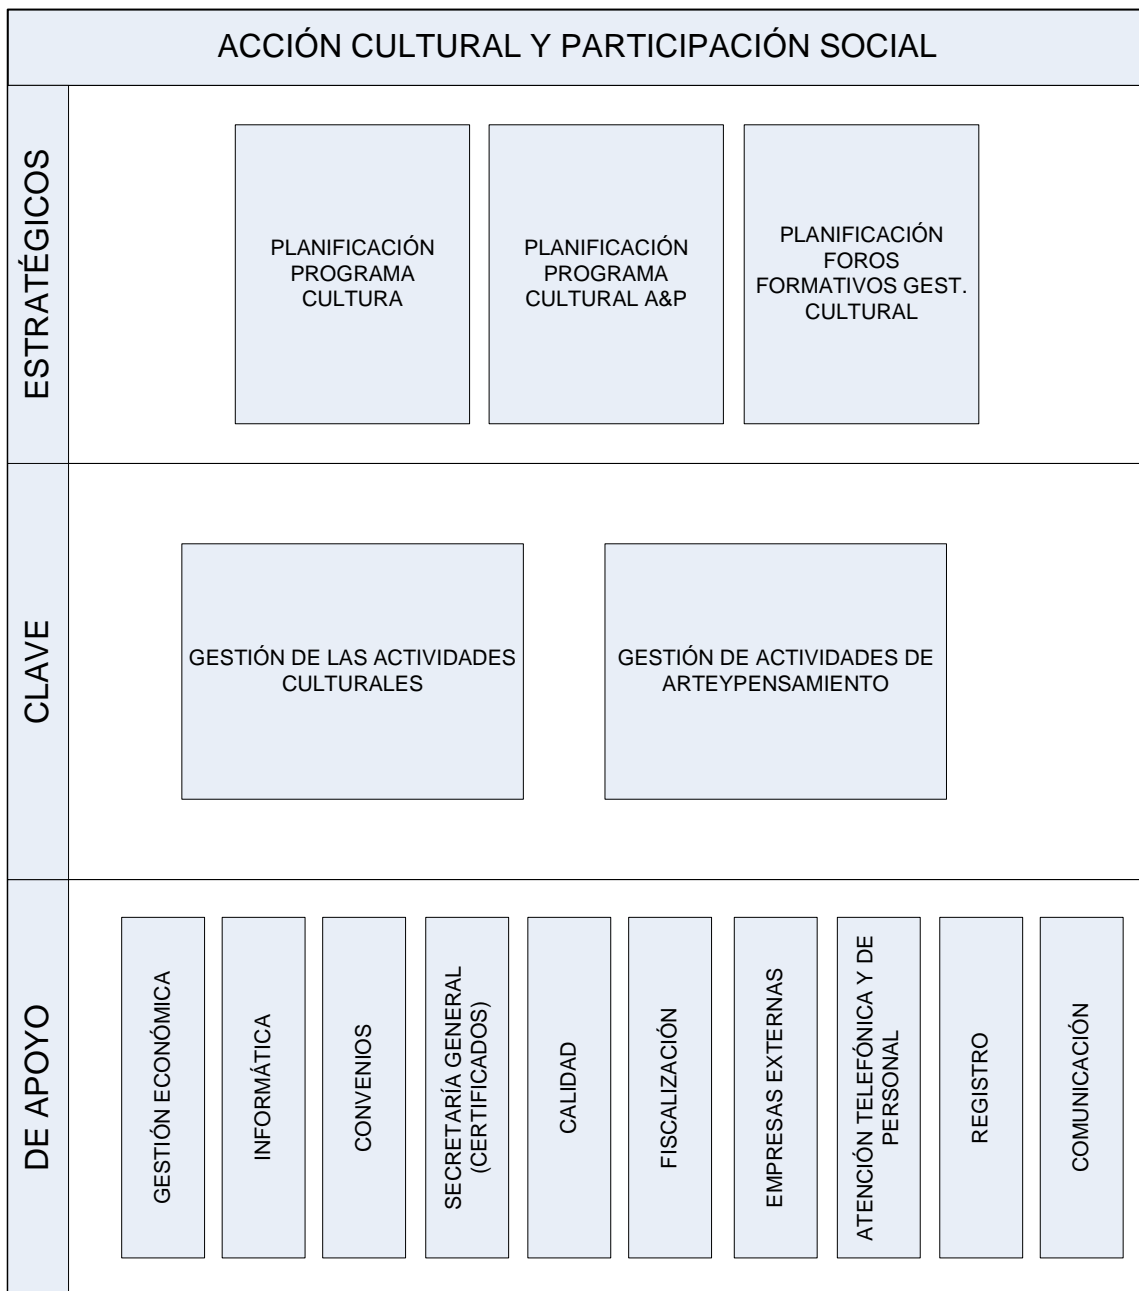 ACCIÓN CULTURAL Y PARTICIPACIÓN SOCIAL
ESTRATÉGICOS
PLANIFICACIÓN
PROGRAMA
CULTURA
PLANIFICACIÓN
PROGRAMA
CULTURAL A&P
PLANIFICACIÓN
FOROS
FORMATIVOS GEST.
CULTURAL
CLAVE
GESTIÓN DE LAS ACTIVIDADES
CULTURALES
GESTIÓN DE ACTIVIDADES DE
ARTEYPENSAMIENTO
DE APOYO
GESTIÓN ECONÓMICA
INFORMÁTICA
CONVENIOS
SECRETARÍA GENERAL
(CERTIFICADOS)
CALIDAD
FISCALIZACIÓN
EMPRESAS EXTERNAS
ATENCIÓN TELEFÓNICA Y DE
PERSONAL
REGISTRO
COMUNICACIÓN